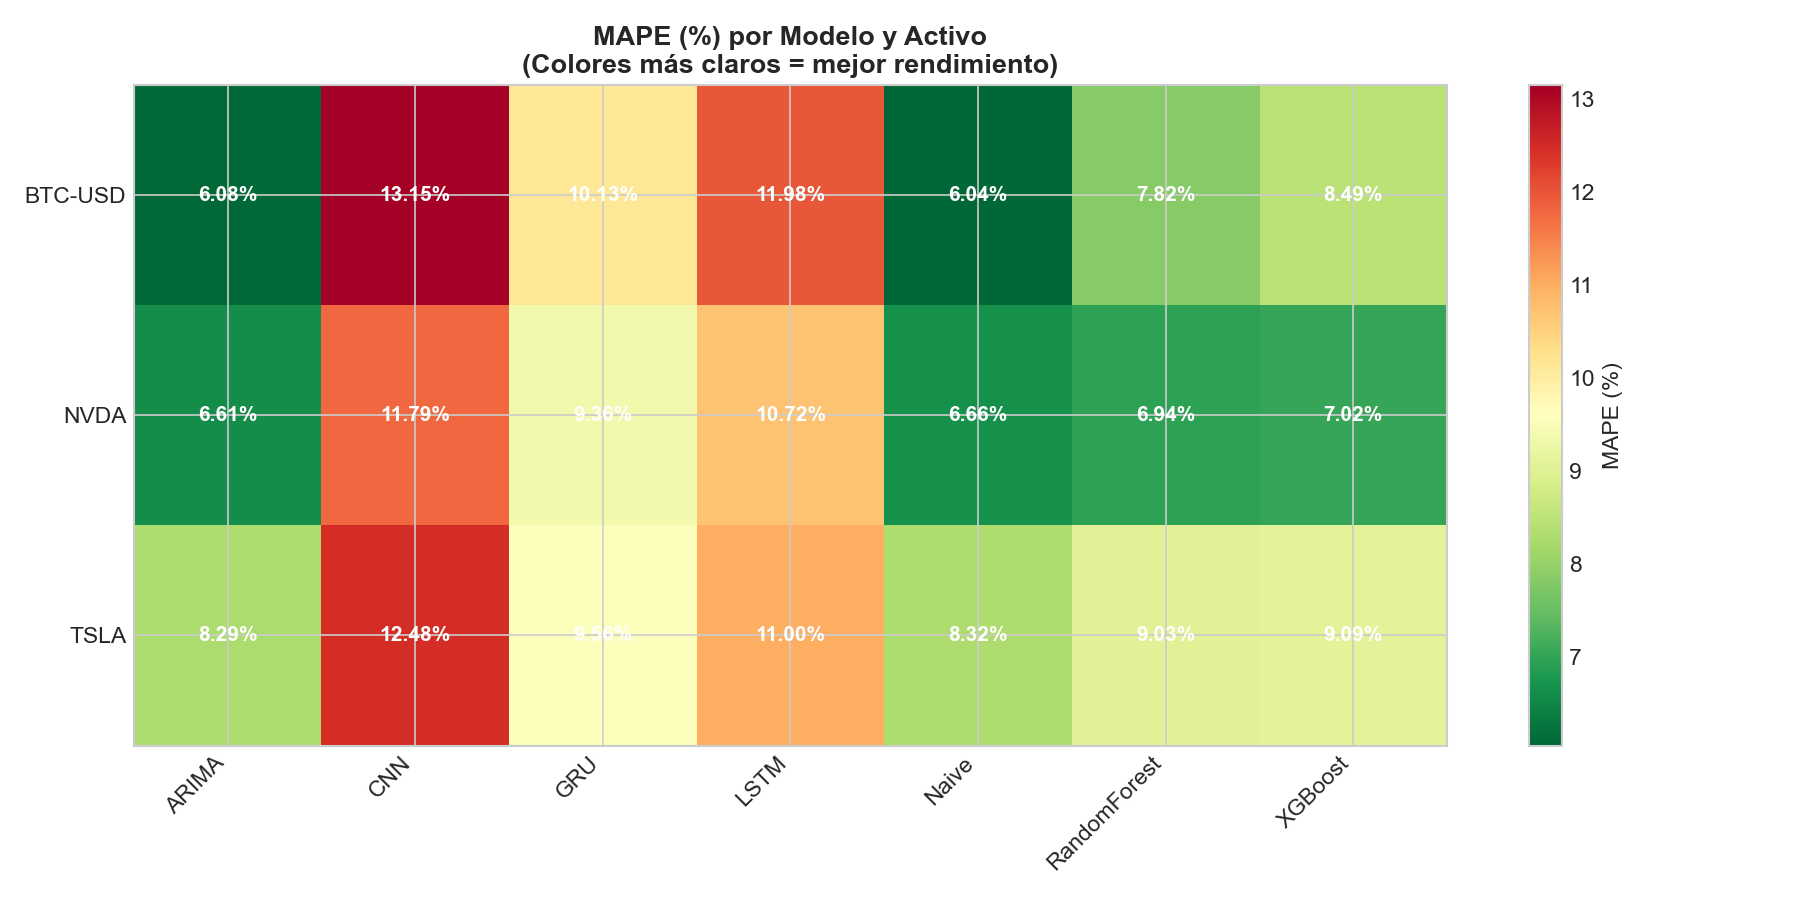 MAPE (%) por Modelo y Activo
(Colores más claros = mejor rendimiento)
BTC-USD 6.08% 13.15% 10.13% 11.98% 6.04% 7.82% 8.49%
NVDA 6.61% 11.79% 9.36% 10.72% 6.66% 6.94% 7.02%
TSLA 8.29% 12.48% 9.56% 11.00% 8.32% 9.03% 9.09%
ARIMA CNN GRU LSTM Naive RandomForest XGBoost
13
12
11
10
9
8
7
MAPE (%)